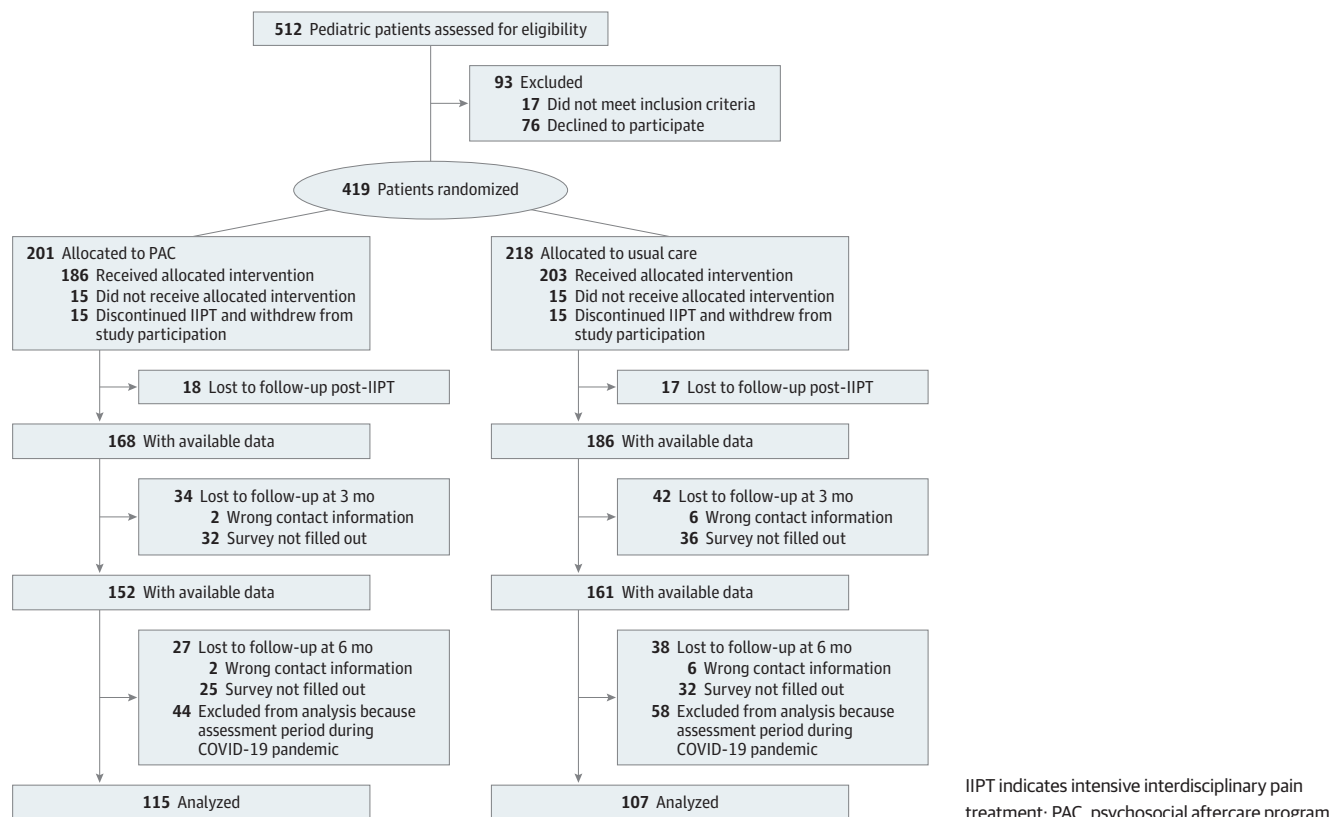 512 Pediatric patients assessed for eligibility
93 Excluded
17 Did not meet inclusion criteria
76 Declined to participate
419 Patients randomized
201 Allocated to PAC
186 Received allocated intervention
15 Did not receive allocated intervention
15 Discontinued IIPT and withdrew from
study participation
218 Allocated to usual care
203 Received allocated intervention
15 Did not receive allocated intervention
15 Discontinued IIPT and withdrew from
study participation
18 Lost to follow-up post-IIPT
17 Lost to follow-up post-IIPT
168 With available data
186 With available data
34 Lost to follow-up at 3 mo
2 Wrong contact information
32 Survey not filled out
42 Lost to follow-up at 3 mo
6 Wrong contact information
36 Survey not filled out
152 With available data
161 With available data
27 Lost to follow-up at 6 mo
2 Wrong contact information
25 Survey not filled out
44 Excluded from analysis because
assessment period during
COVID-19 pandemic
38 Lost to follow-up at 6 mo
6 Wrong contact information
32 Survey not filled out
58 Excluded from analysis because
assessment period during
COVID-19 pandemic
115 Analyzed
107 Analyzed
IIPT indicates intensive interdisciplinary pain
treatment; PAC, psychosocial aftercare program